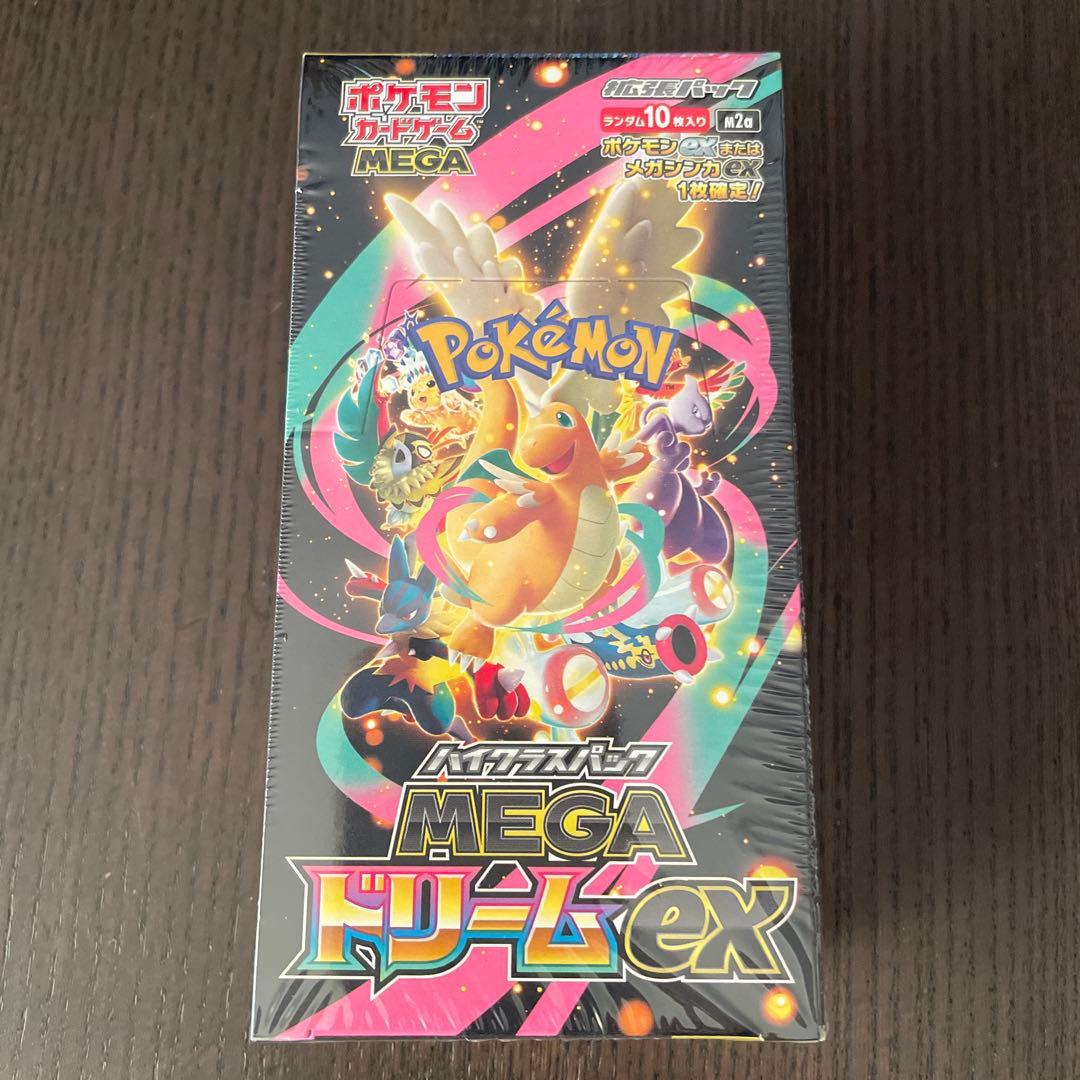 ポケモン
カードゲーム™
MEGA
拡張パック
ランダム10枚入り M2a
ポケモンexまたは
メガシンカex
1枚確定!
POKéMON™
ハイクラスパック
MEGA
ドリームex